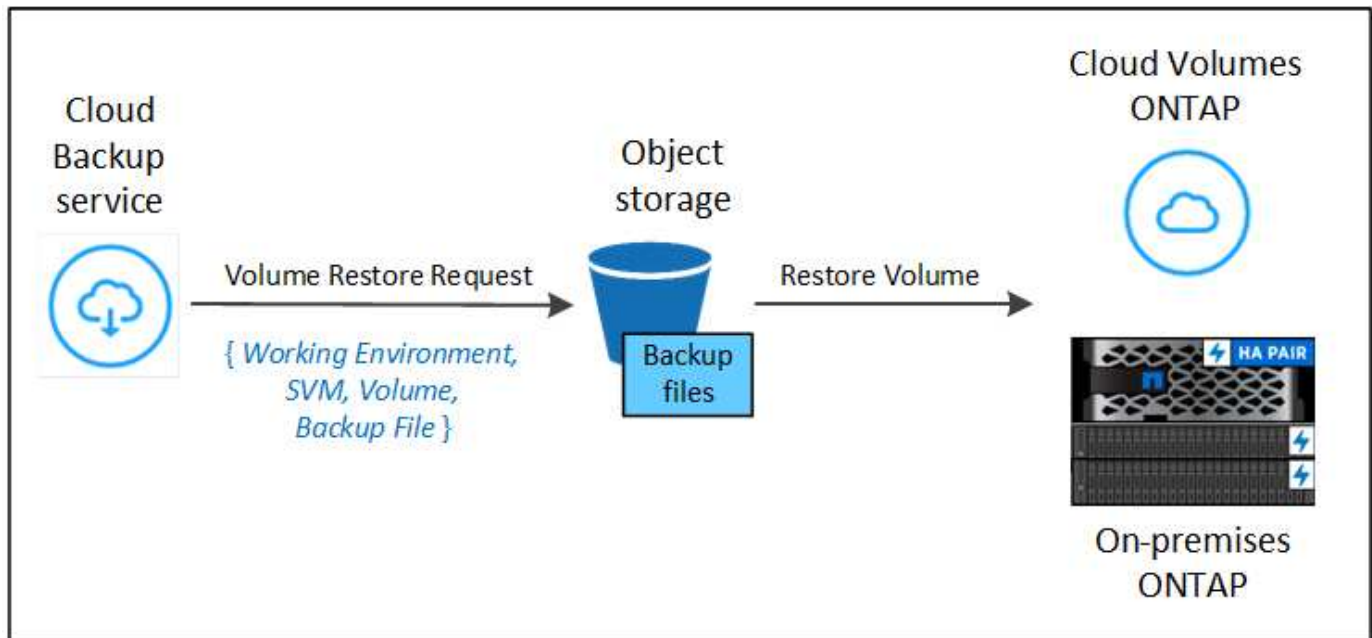 Cloud
Backup
service
Volume Restore Request
{ Working Environment,
SVM, Volume,
Backup File }
Object
storage
Backup
files
Restore Volume
Cloud Volumes
ONTAP
HA PAIR
On-premises
ONTAP